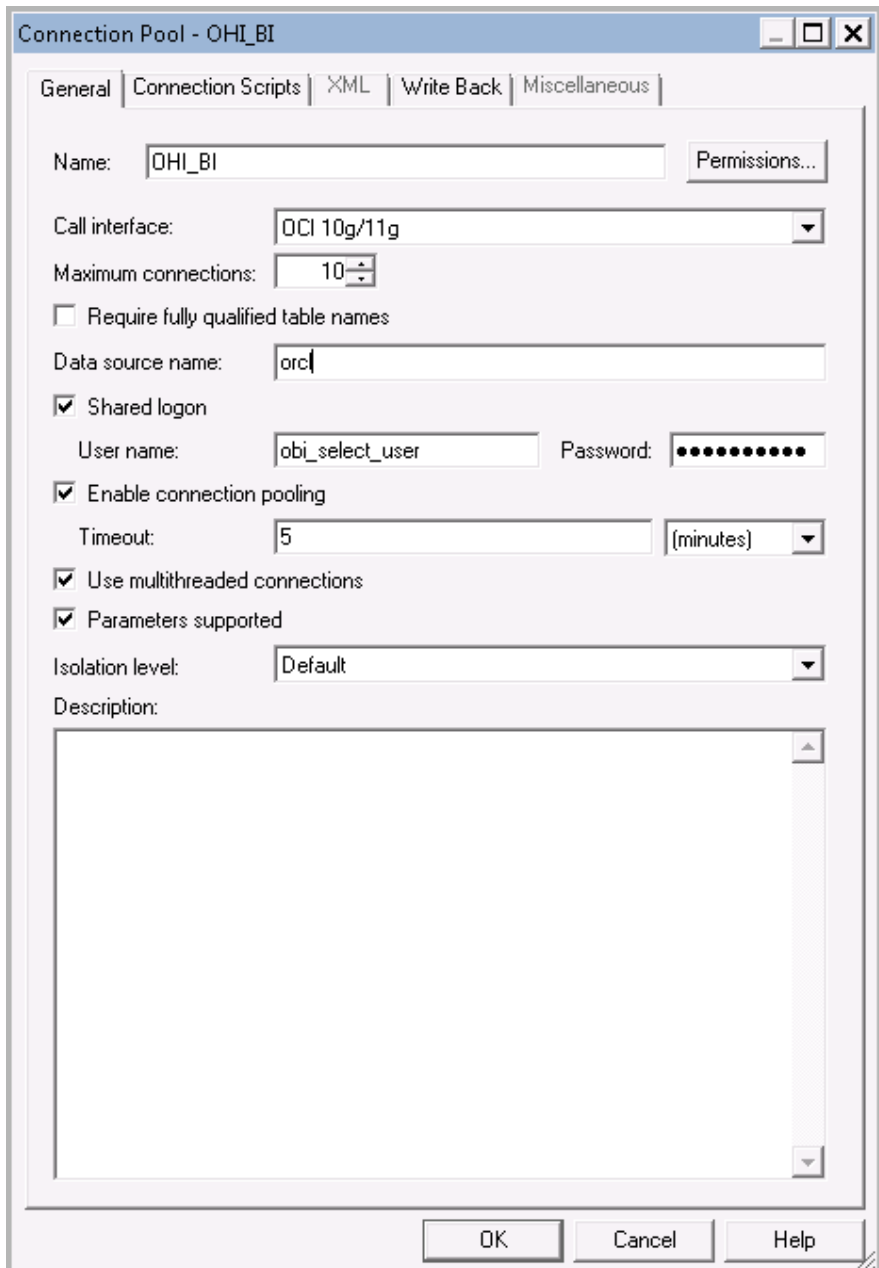 Connection Pool - OHI_BI
General Connection Scripts XML Write Back Miscellaneous
Name: OHI_BI Permissions...
Call interface: OCI 10g/11g
Maximum connections: 10
Require fully qualified table names
Data source name: orcl
Shared logon
User name: obi_select_user Password: ●●●●●●●●●●
Enable connection pooling
Timeout: 5 (minutes)
Use multithreaded connections
Parameters supported
Isolation level: Default
Description:
OK Cancel Help